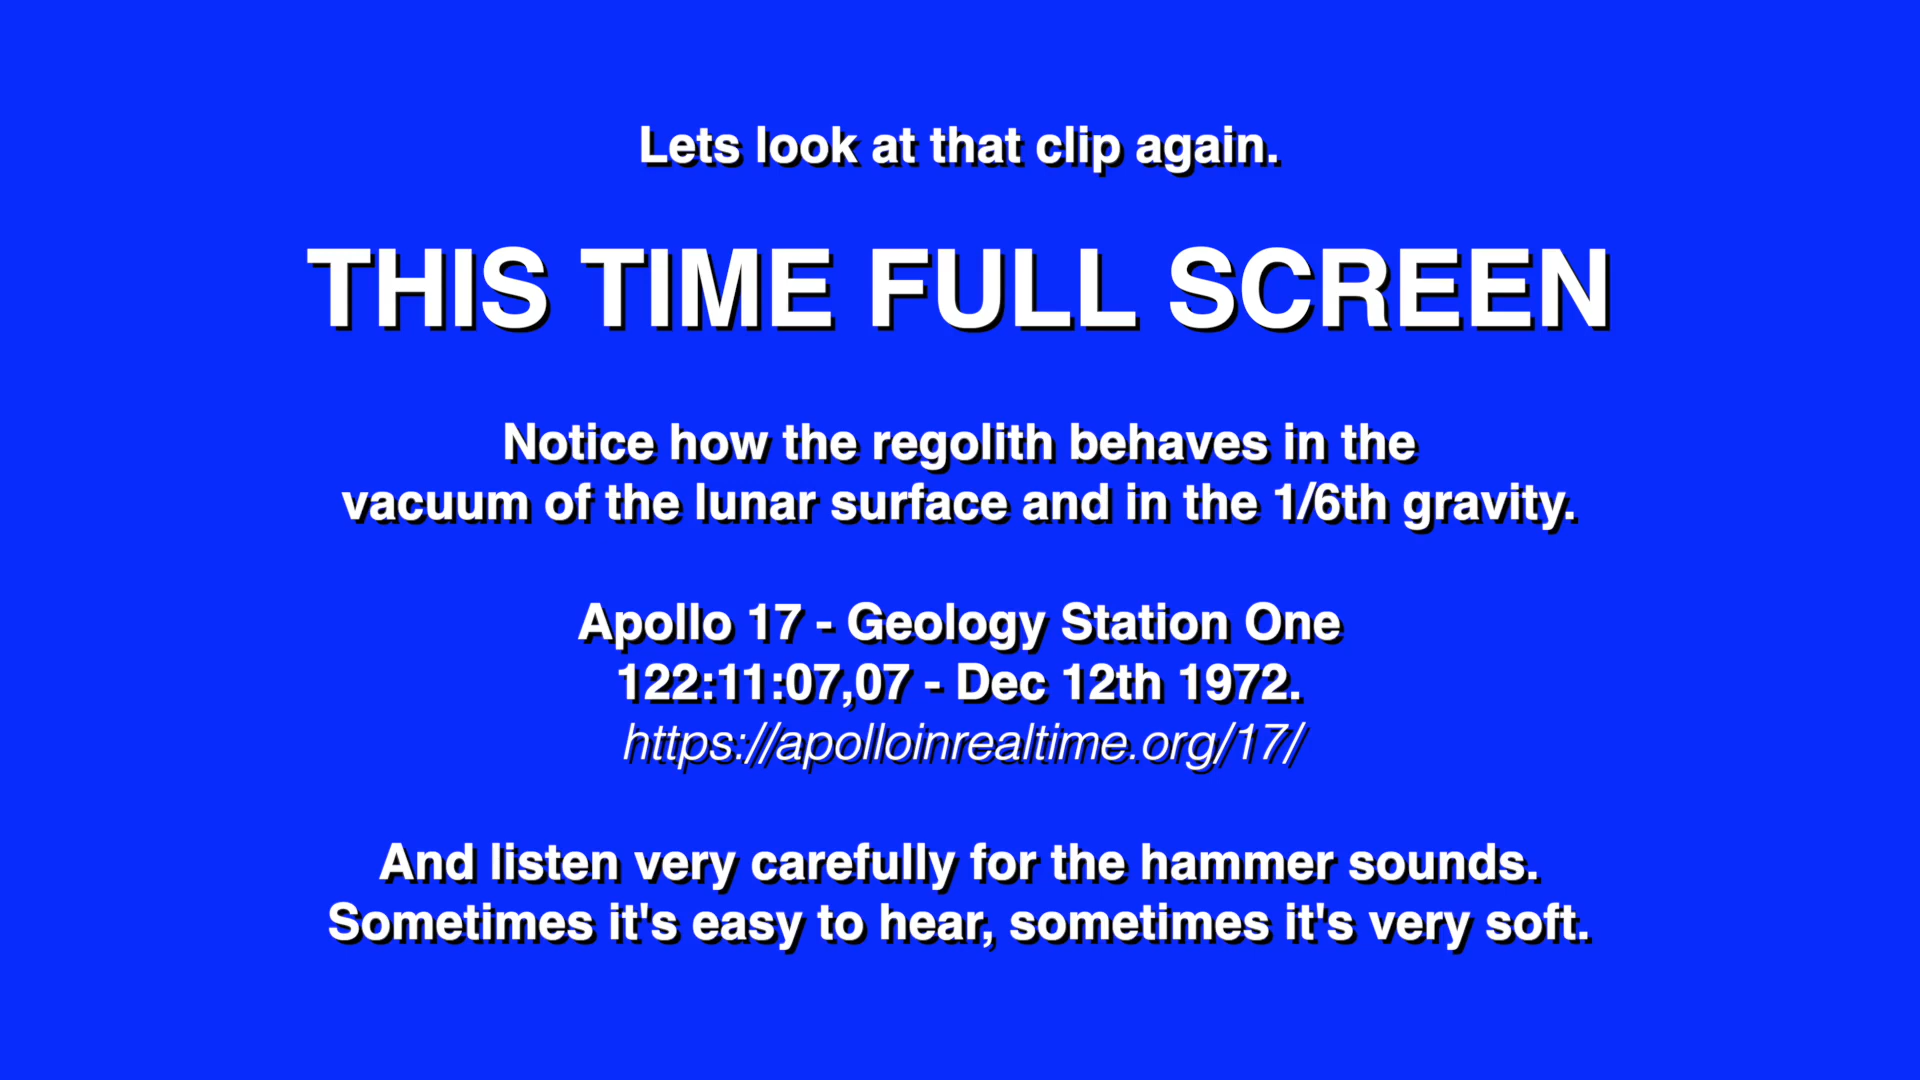 Lets look at that clip again.
THIS TIME FULL SCREEN
Notice how the regolith behaves in the
vacuum of the lunar surface and in the 1/6th gravity.
Apollo 17 - Geology Station One
122:11:07,07 - Dec 12th 1972.
https://apolloinrealtime.org/17/
And listen very carefully for the hammer sounds.
Sometimes it's easy to hear, sometimes it's very soft.